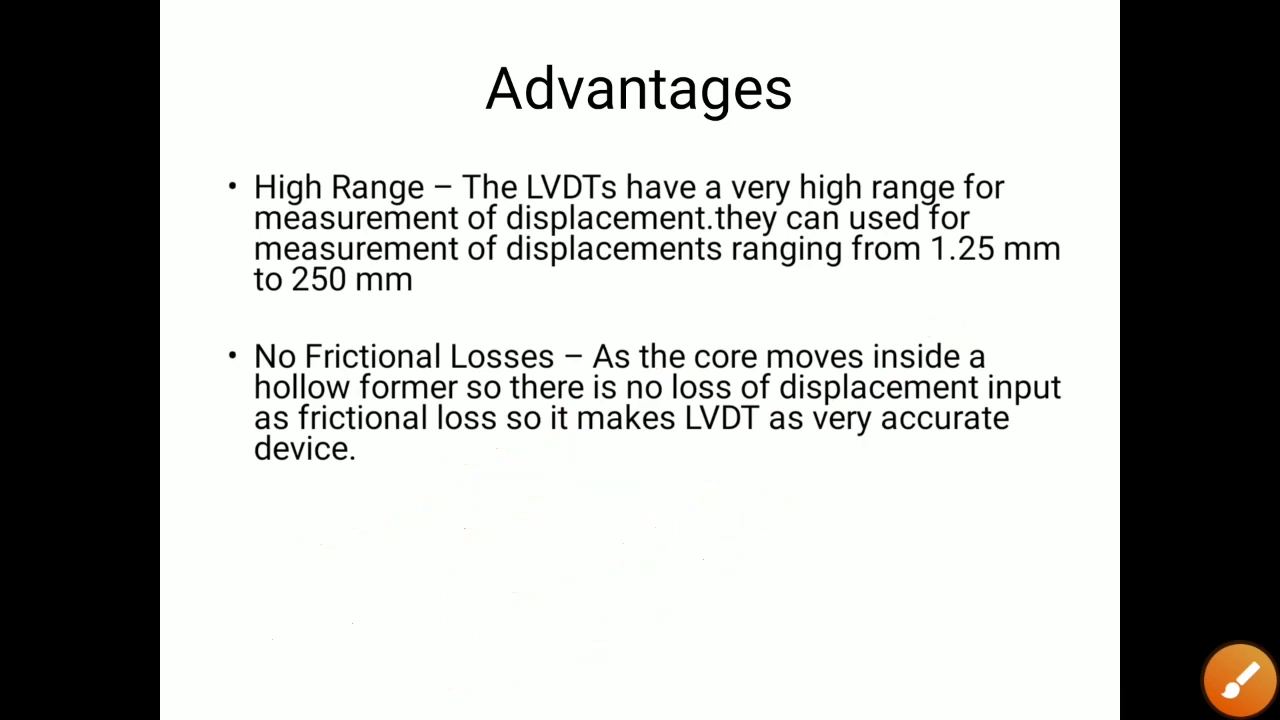 Advantages
• High Range – The LVDTs have a very high range for
measurement of displacement.they can used for
measurement of displacements ranging from 1.25 mm
to 250 mm
• No Frictional Losses – As the core moves inside a
hollow former so there is no loss of displacement input
as frictional loss so it makes LVDT as very accurate
device.